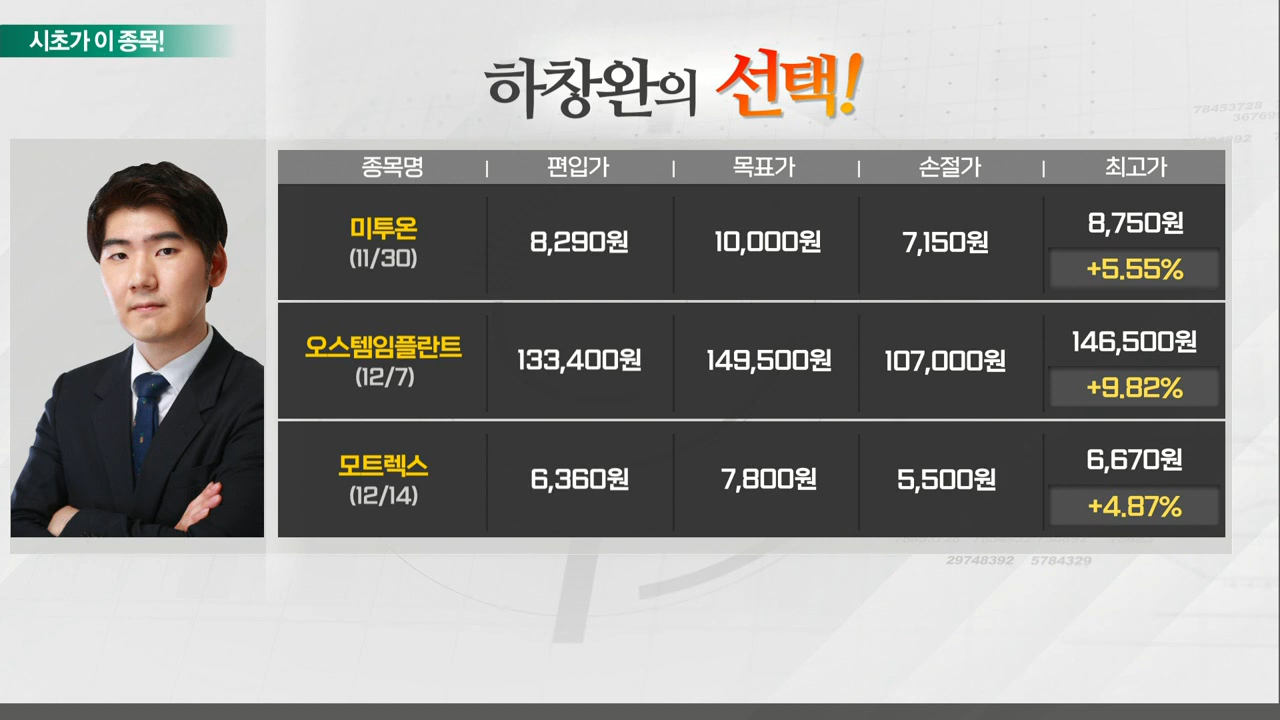 시초가 이 종목!
하창완의 선택!
종목명 | 편입가 | 목표가 | 손절가 | 최고가
미투온 (11/30) 8,290원 10,000원 7,150원 8,750원 +5.55%
오스템임플란트 (12/7) 133,400원 149,500원 107,000원 146,500원 +9.82%
모트렉스 (12/14) 6,360원 7,800원 5,500원 6,670원 +4.87%
78453728
29748392 5784329